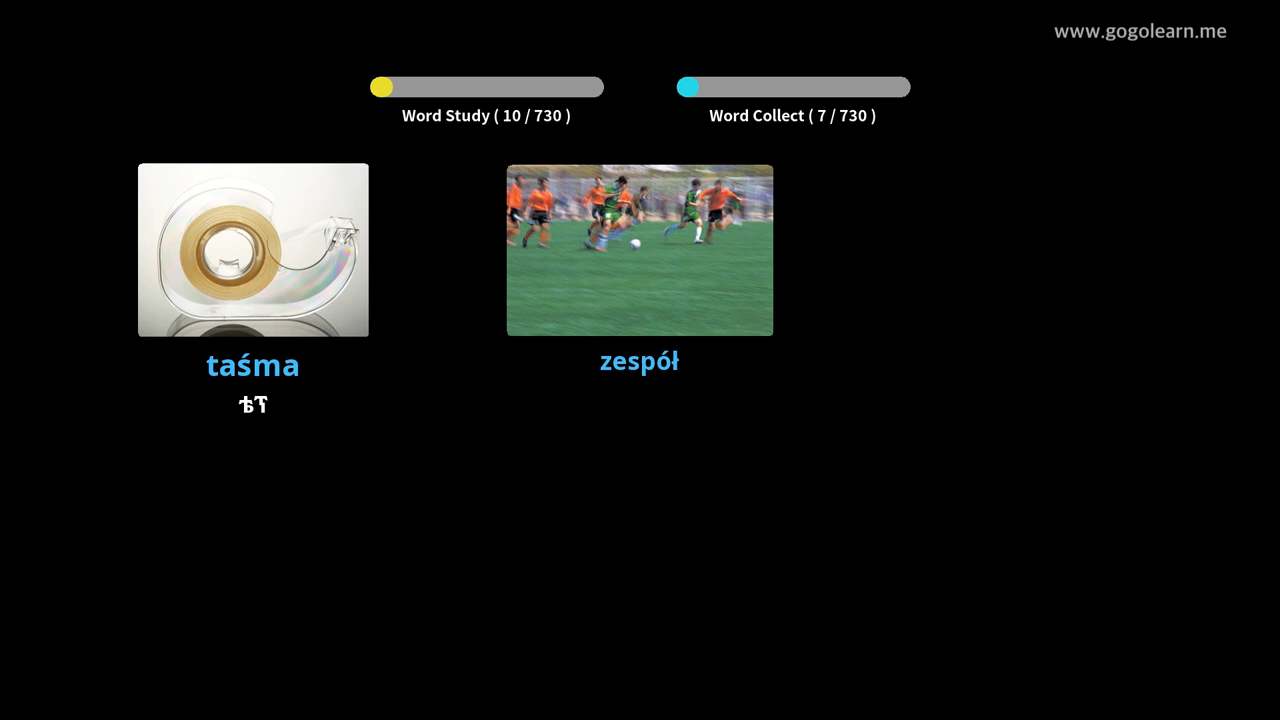 www.gogolearn.me
Word Study ( 10 / 730 )
Word Collect ( 7 / 730 )
taśma
zespół
ቴፕ